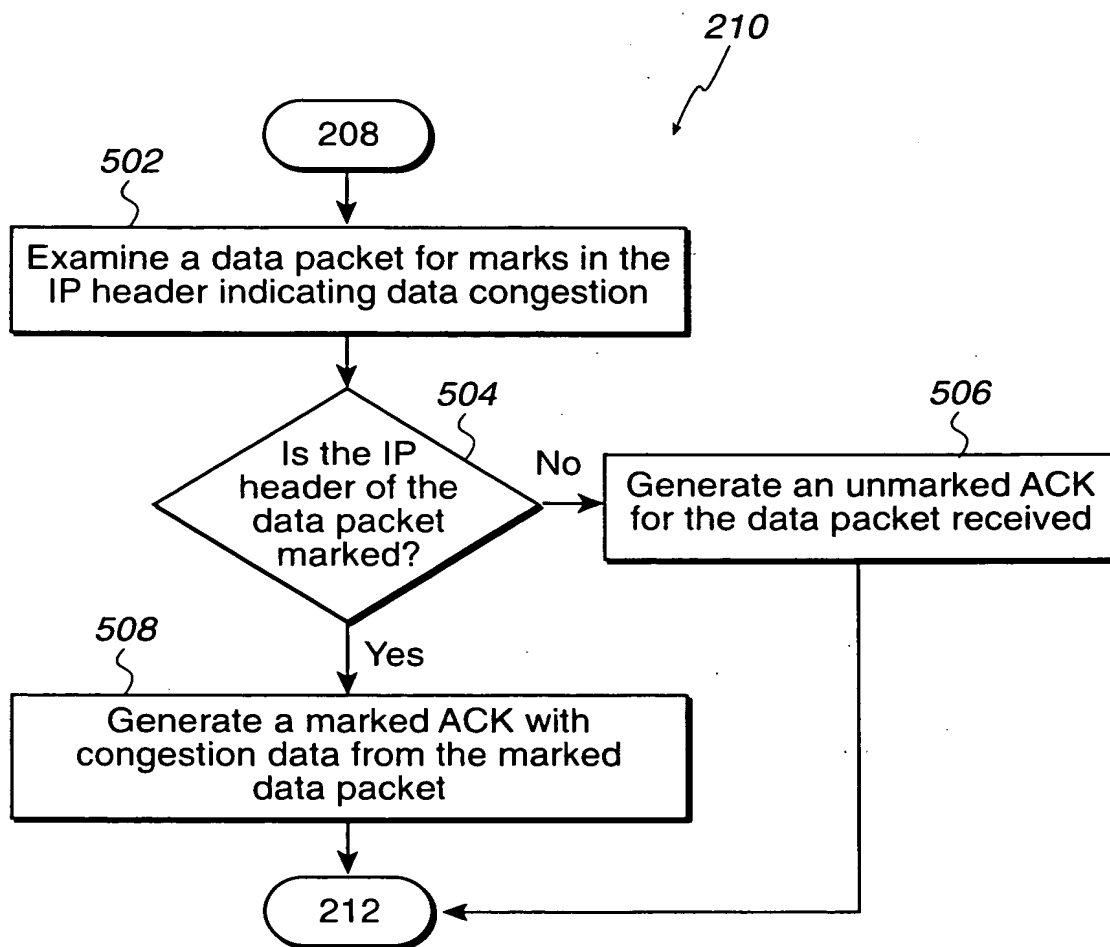 210
208
502
Examine a data packet for marks in the
IP header indicating data congestion
504
Is the IP
header of the
data packet
marked?
No
506
Generate an unmarked ACK
for the data packet received
Yes
508
Generate a marked ACK with
congestion data from the marked
data packet
212